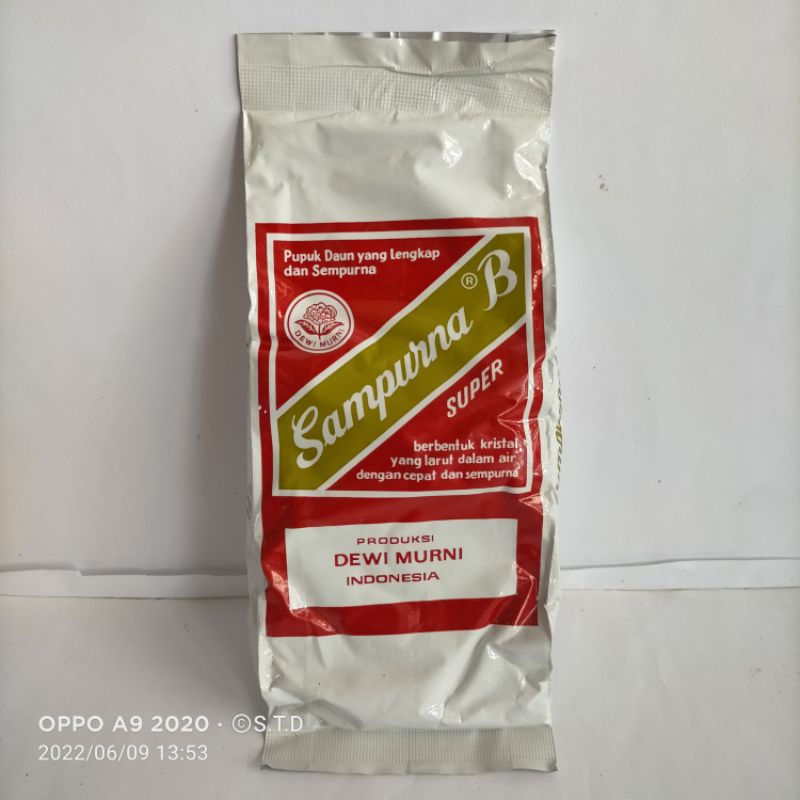 Pupuk Daun yang Lengkap
dan Sempurna
DEWI MURNI
Sampurna B
®
SUPER
berbentuk kristal
yang larut dalam air
dengan cepat dan sempurna
PRODUKSI
DEWI MURNI
INDONESIA
OPPO A9 2020 · ©S.T.D
2022/06/09 13:53